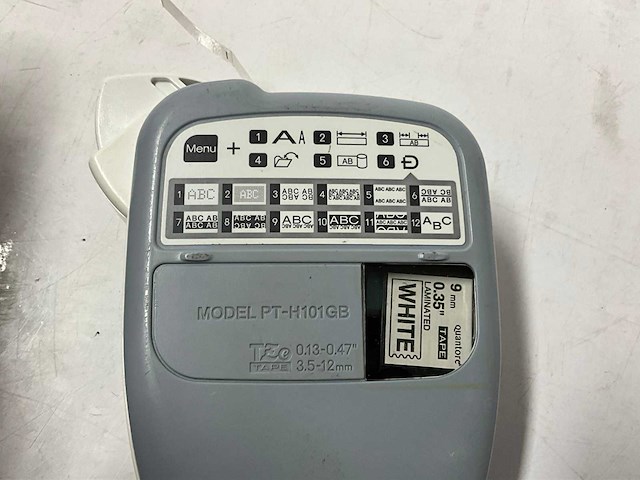 Menu + 1 A A 2 3 AB
4 5 AB 6 Đ
1 ABC 2 ABC 3 ABC AB 4 5 ABC ABC ABC 6
7 ABC AB 8 ABC AB 9 ABC 10 ABC 11 ABC 12 ABC
MODEL PT-H101GB
TZe 0.13-0.47"
TAPE 3.5-12mm
9 mm quantore
0.35" TAPE
LAMINATED
WHITE